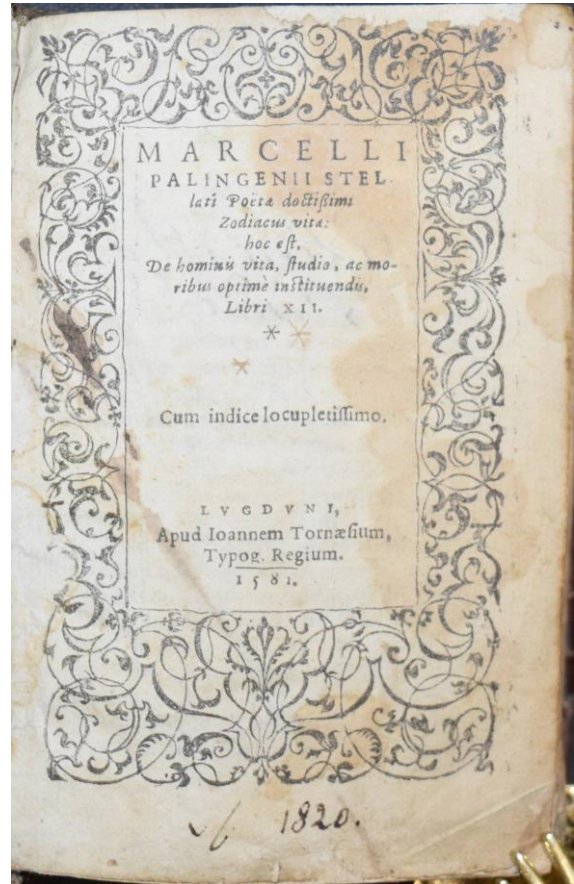 MARCELLI
PALINGENII STEL
lati Poëtæ doctißimi
Zodiacus vitæ:
hoc eſt,
De hominis vita, ſtudio, ac mo-
ribus optimè inſtituendis,
Libri XII.
Cum indice locupletiſſimo.
LVGDVNI,
Apud Ioannem Tornæſium,
Typog. Regium.
1581.
1820.